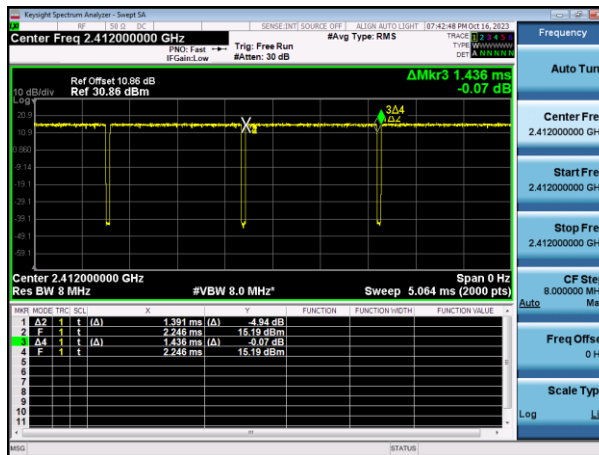 Keysight Spectrum Analyzer - Swept SA
RF 50 Ω DC SENSE:INT SOURCE OFF ALIGN AUTO LIGHT 07:42:48 PM Oct 16, 2023
Center Freq 2.412000000 GHz
PNO: Fast
IFGain:Low
Trig: Free Run
#Atten: 30 dB
#Avg Type: RMS
TRACE 1 2 3 4 5 6
TYPE WWWWWW
DET A NNNNN
Ref Offset 10.86 dB
Ref 30.86 dBm
10 dB/div
Log
ΔMkr3 1.436 ms
-0.07 dB
20.9
10.9
0.860
-9.14
-19.1
-29.1
-39.1
-49.1
-59.1
X
3Δ4
Center 2.412000000 GHz
Res BW 8 MHz
#VBW 8.0 MHz*
Span 0 Hz
Sweep 5.064 ms (2000 pts)
MKR MODE TRC SCL X Y FUNCTION FUNCTION WIDTH FUNCTION VALUE
1 Δ2 1 t (Δ) 1.391 ms (Δ) -4.94 dB
2 F 1 t 2.246 ms 15.19 dBm
3 Δ4 1 t (Δ) 1.436 ms (Δ) -0.07 dB
4 F 1 t 2.246 ms 15.19 dBm
5
6
7
8
9
10
11
MSG
STATUS
Frequency
Auto Tun
Center Fre
2.412000000 GH
Start Fre
2.412000000 GH
Stop Fre
2.412000000 GH
CF Ste
8.000000 MH
Auto Ma
Freq Offse
0 H
Scale Typ
Log Li